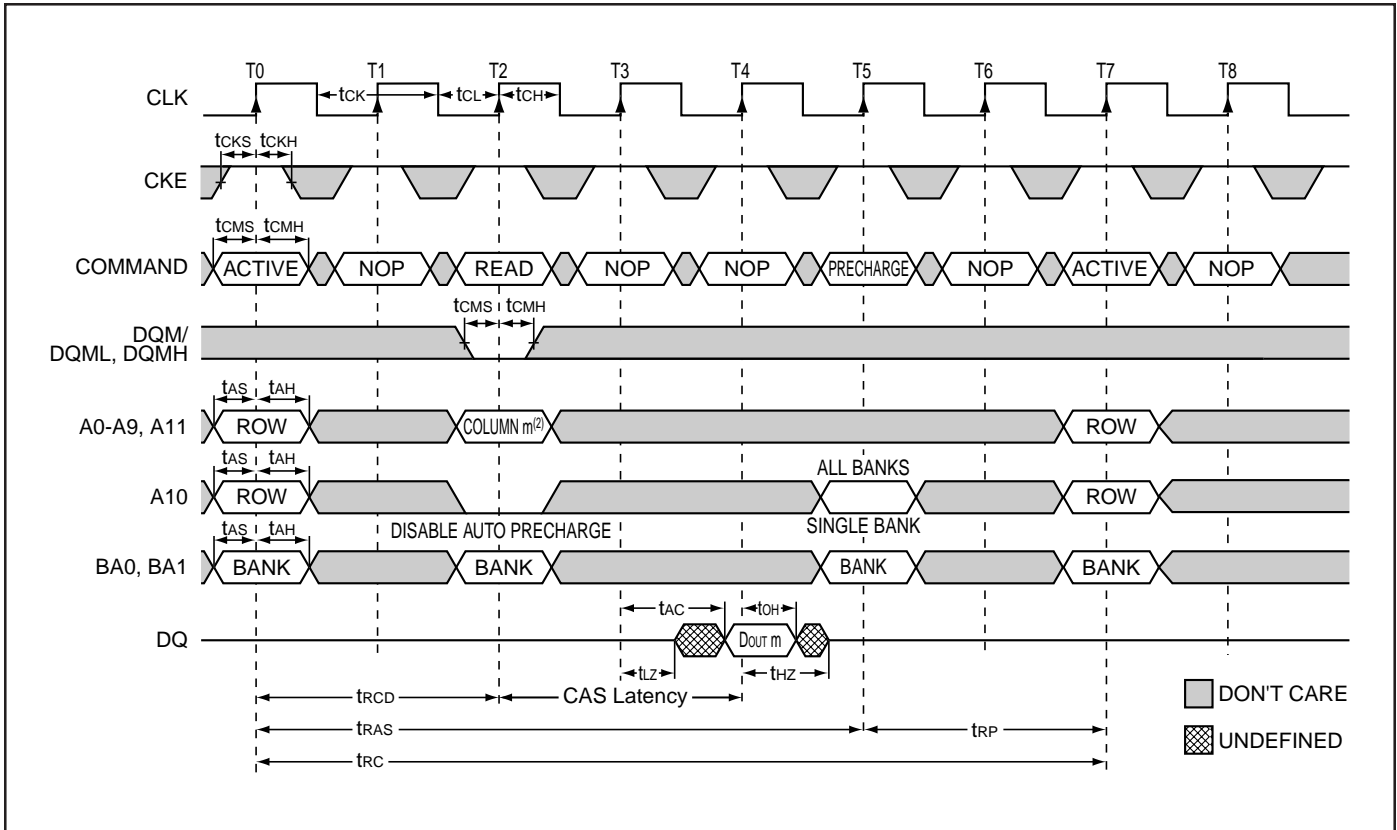 T0 T1 T2 T3 T4 T5 T6 T7 T8
CLK tCK tCL tCH
tCKS tCKH
CKE
tCMS tCMH
COMMAND ACTIVE NOP READ NOP NOP PRECHARGE NOP ACTIVE NOP
tCMS tCMH
DQM/
DQML, DQMH
tAS tAH
A0-A9, A11 ROW COLUMN m(2) ROW
tAS tAH ALL BANKS
A10 ROW ROW
tAS tAH DISABLE AUTO PRECHARGE SINGLE BANK
BA0, BA1 BANK BANK BANK BANK
tAC tOH
DQ DOUT m
tLZ tHZ
tRCD CAS Latency DON'T CARE
tRAS tRP
UNDEFINED
tRC